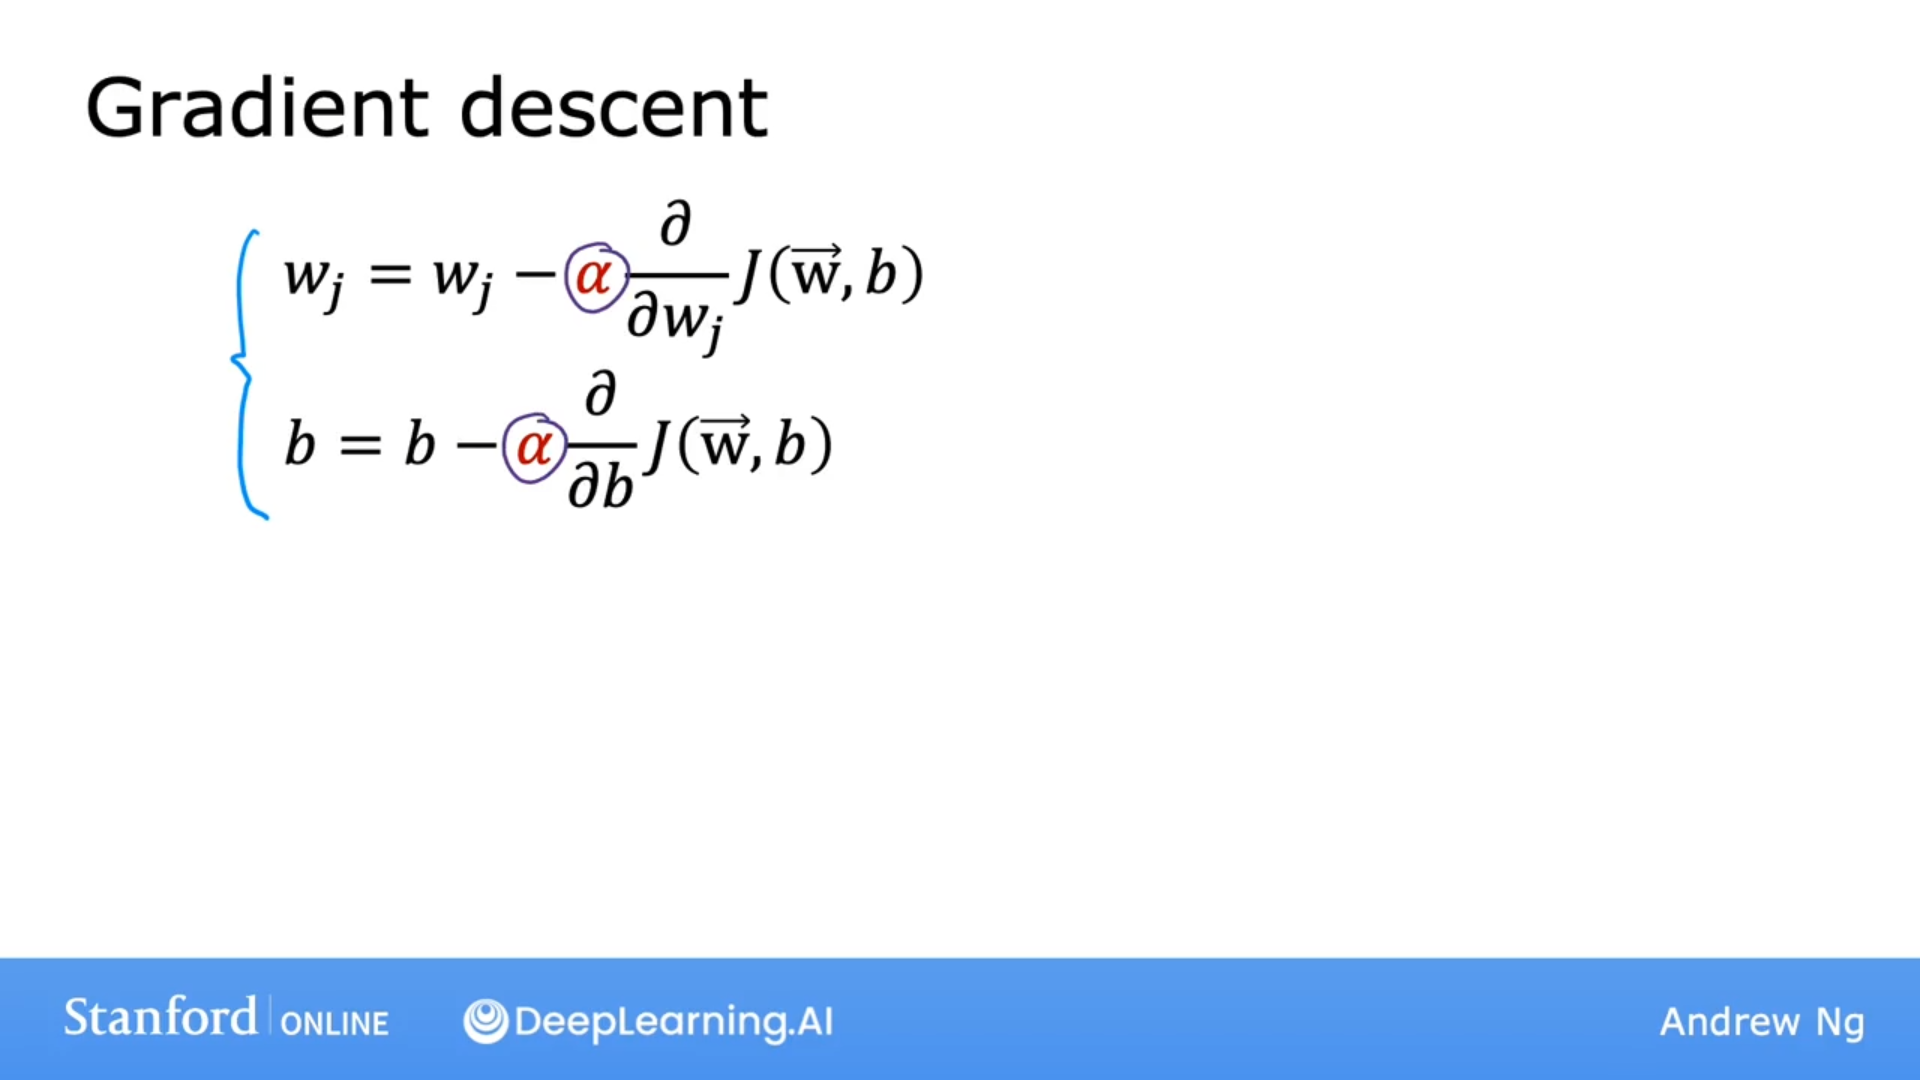 Gradient descent
w_j = w_j − α ∂/∂w_j J(w⃗, b)
b = b − α ∂/∂b J(w⃗, b)
Stanford | ONLINE DeepLearning.AI Andrew Ng